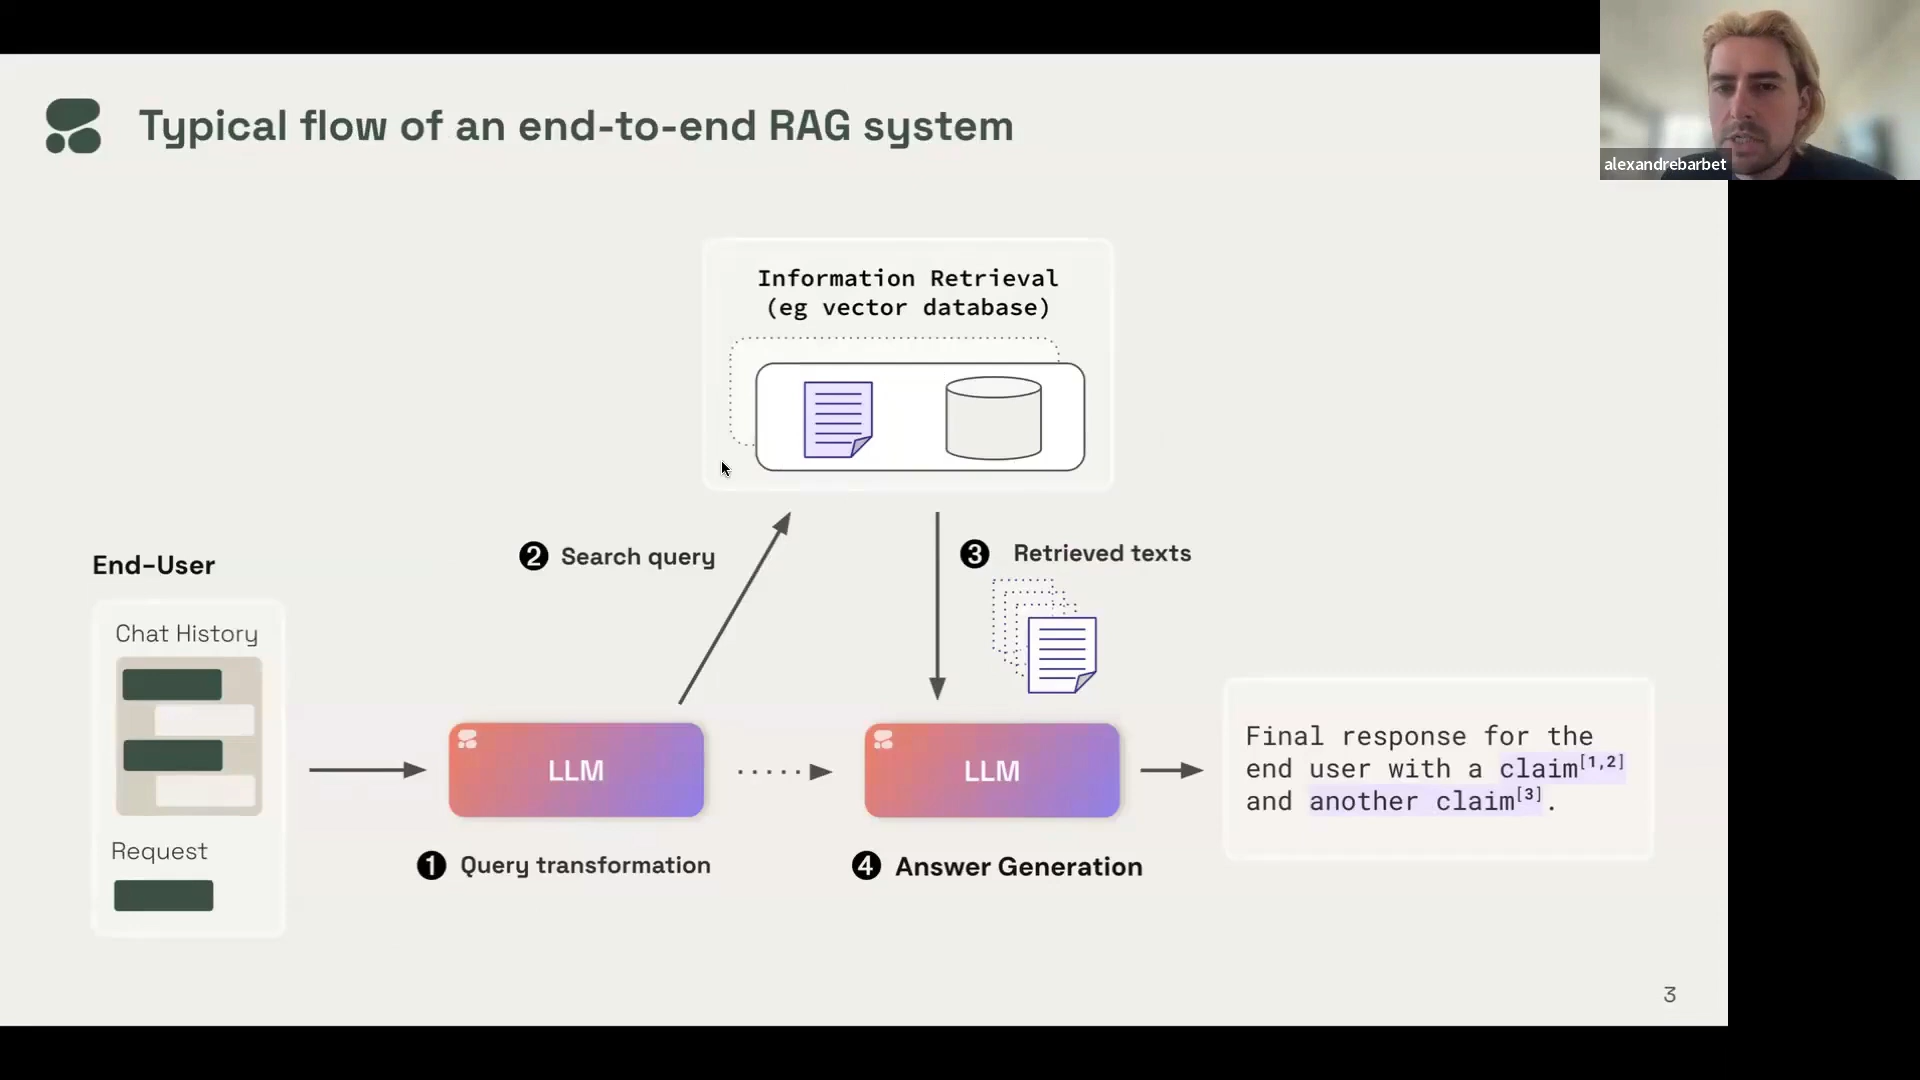 Typical flow of an end-to-end RAG system
alexandrebarbet
Information Retrieval
(eg vector database)
❷ Search query
❸ Retrieved texts
End-User
Chat History
Request
LLM
❶ Query transformation
LLM
❹ Answer Generation
Final response for the
end user with a claim[1,2]
and another claim[3].
3